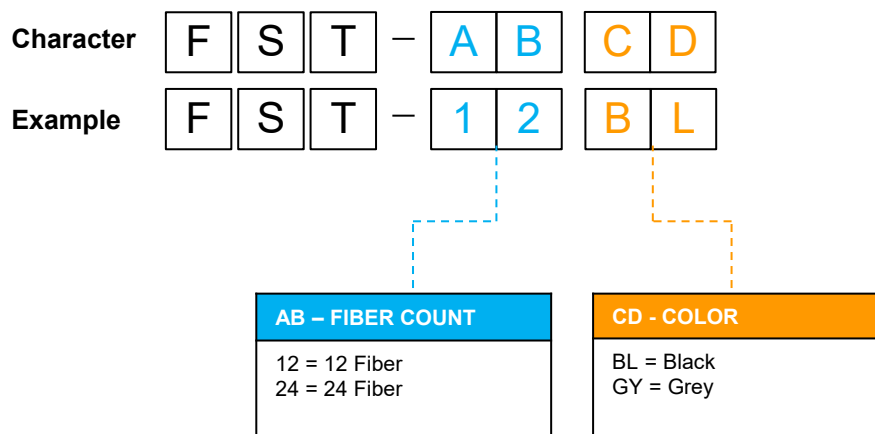 Character F S T – A B C D
Example F S T – 1 2 B L
AB – FIBER COUNT
12 = 12 Fiber
24 = 24 Fiber
CD - COLOR
BL = Black
GY = Grey